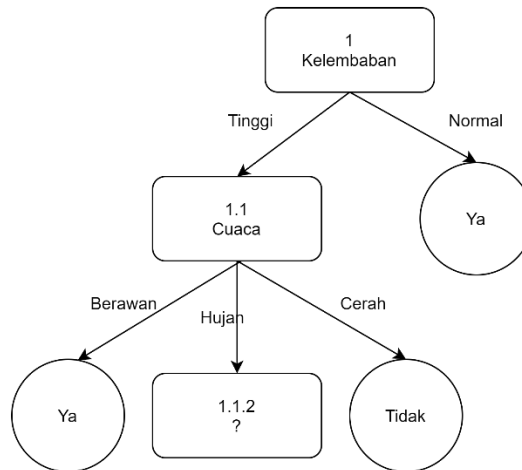 1
Kelembaban
Tinggi
Normal
1.1
Cuaca
Ya
Berawan
Hujan
Cerah
Ya
1.1.2
?
Tidak